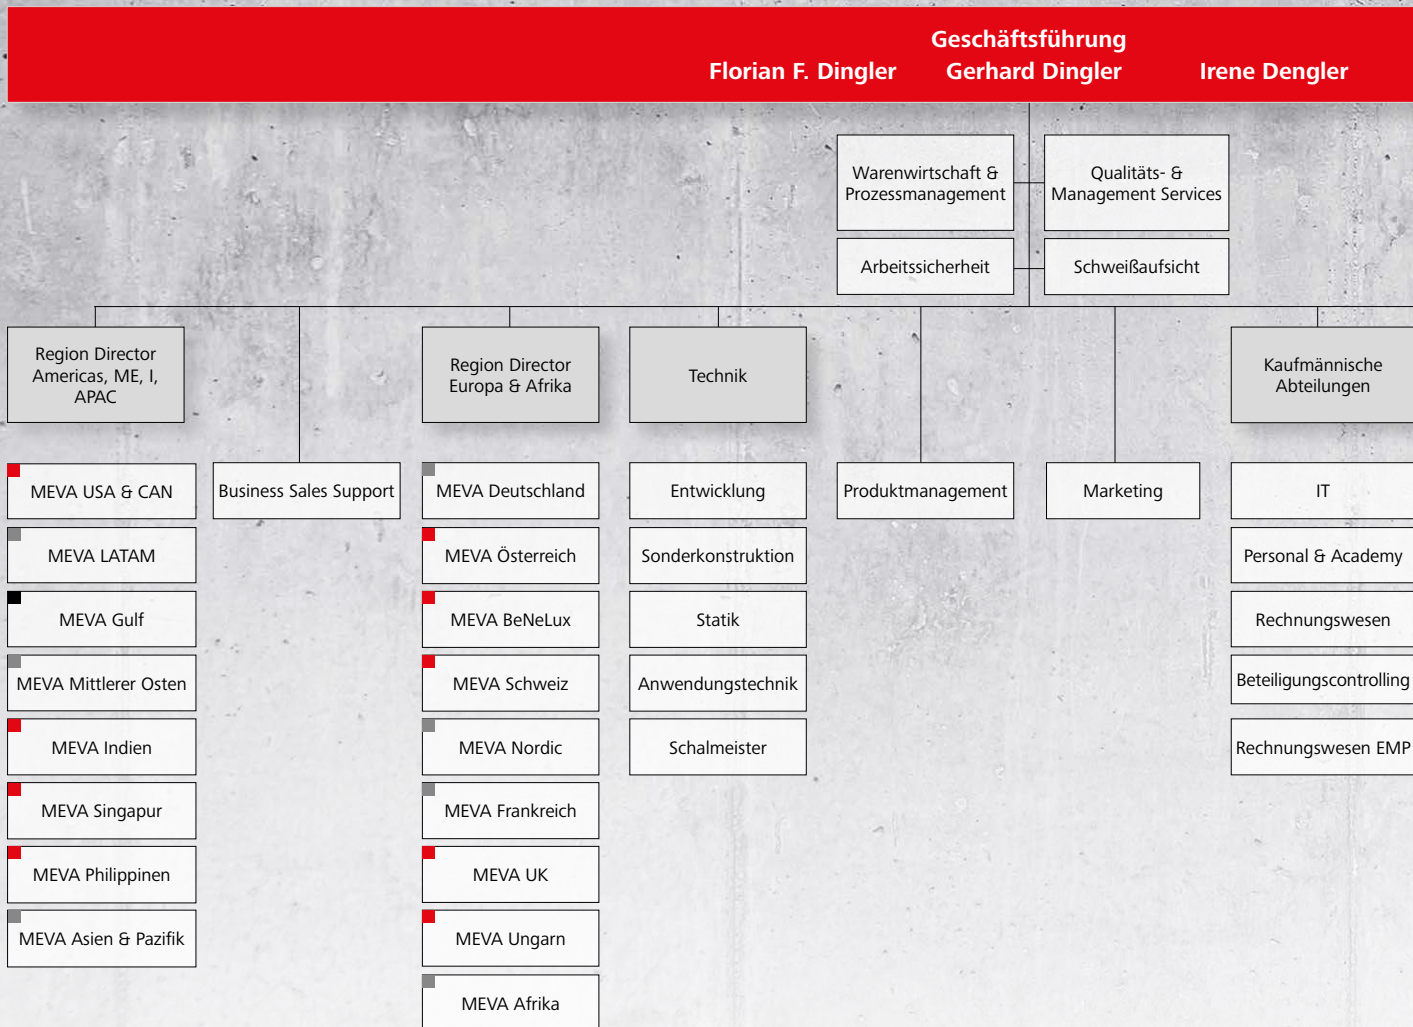 Geschäftsführung
Florian F. Dingler Gerhard Dingler Irene Dengler
Warenwirtschaft &
Prozessmanagement
Qualitäts- &
Management Services
Arbeitssicherheit
Schweißaufsicht
Region Director
Americas, ME, I,
APAC
Region Director
Europa & Afrika
Technik
Kaufmännische
Abteilungen
MEVA USA & CAN
MEVA LATAM
MEVA Gulf
MEVA Mittlerer Osten
MEVA Indien
MEVA Singapur
MEVA Philippinen
MEVA Asien & Pazifik
Business Sales Support
MEVA Deutschland
MEVA Österreich
MEVA BeNeLux
MEVA Schweiz
MEVA Nordic
MEVA Frankreich
MEVA UK
MEVA Ungarn
MEVA Afrika
Entwicklung
Sonderkonstruktion
Statik
Anwendungstechnik
Schalmeister
Produktmanagement
Marketing
IT
Personal & Academy
Rechnungswesen
Beteiligungscontrolling
Rechnungswesen EMP